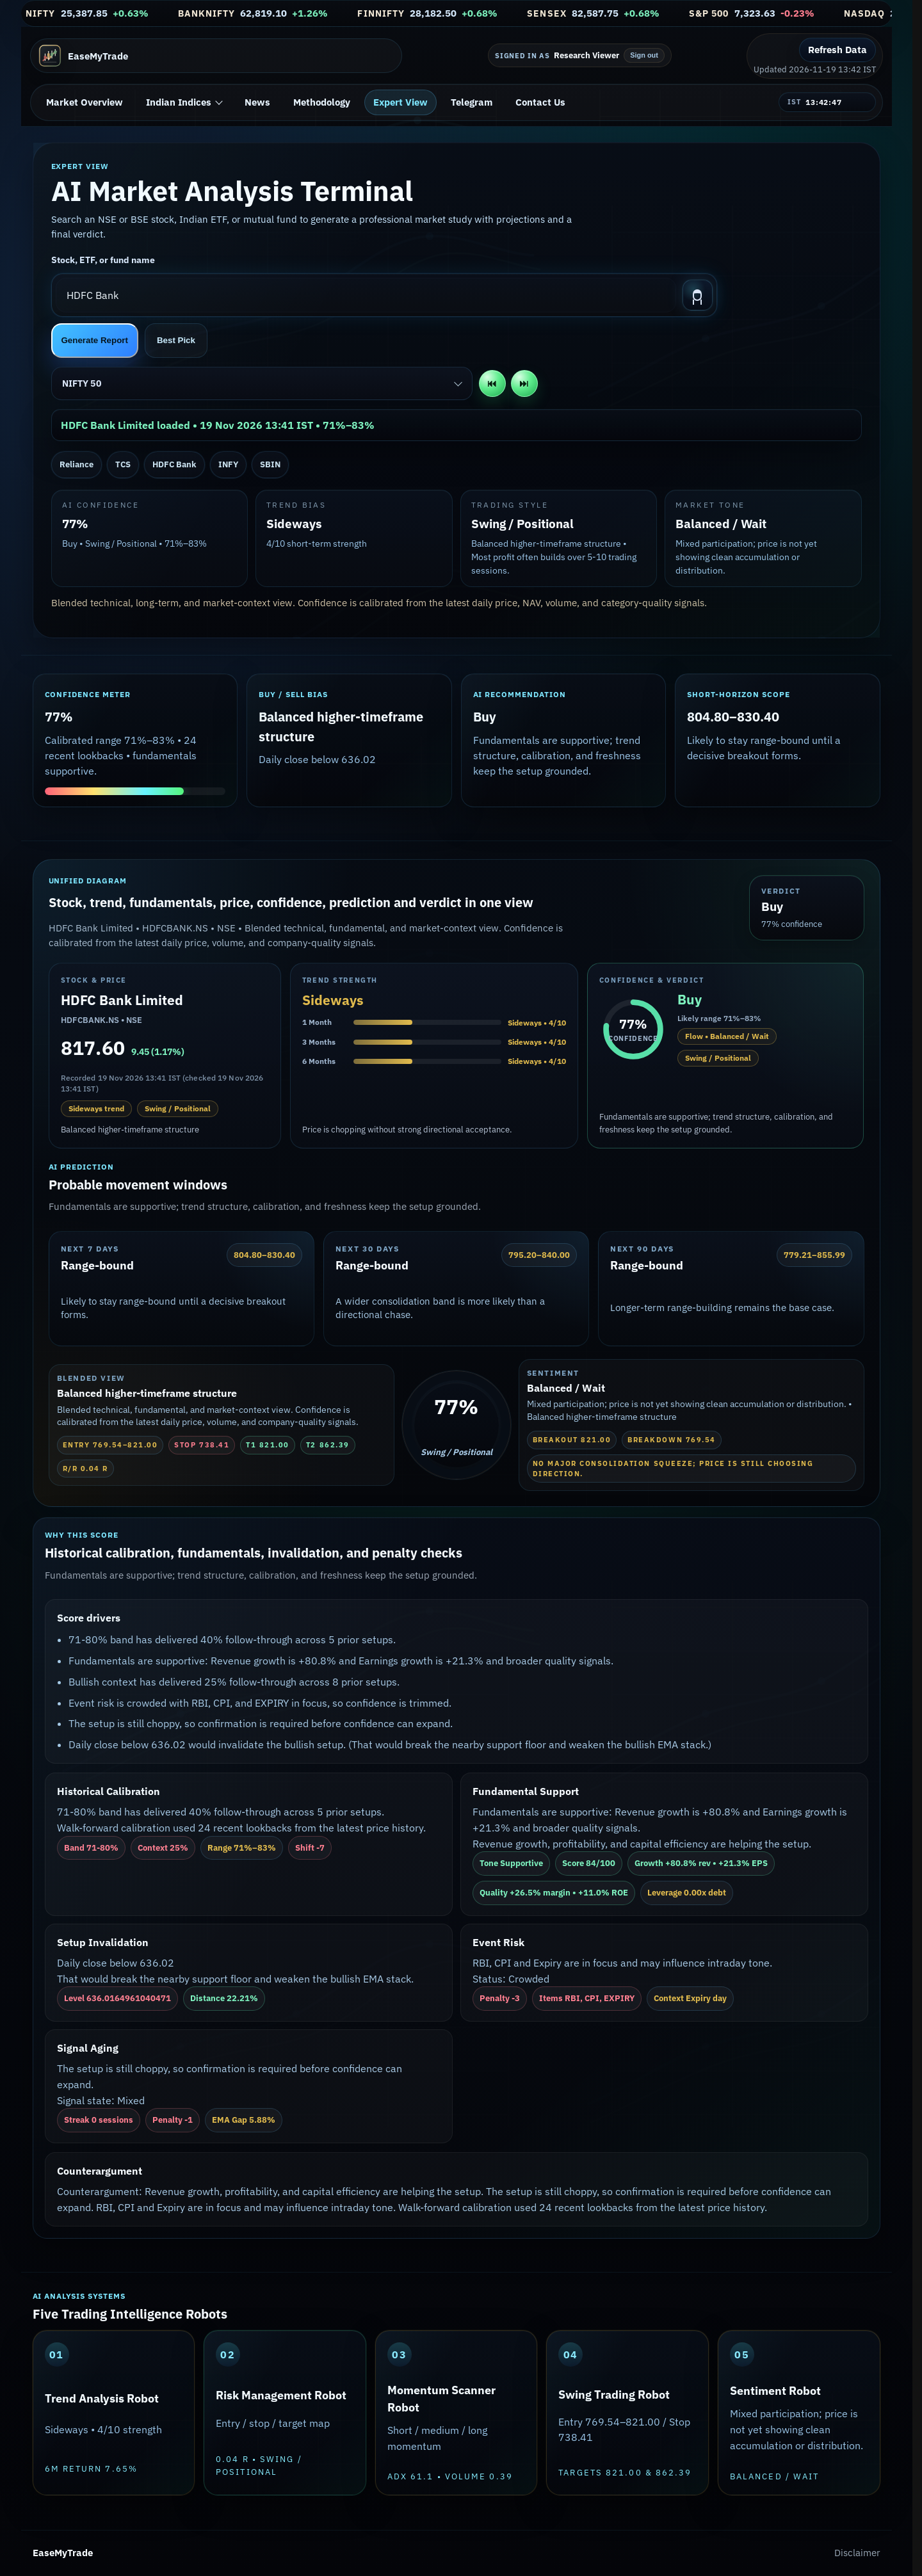 NIFTY 25,387.85 +0.63% BANKNIFTY 62,819.10 +1.26% FINNIFTY 28,182.50 +0.68% SENSEX 82,587.75 +0.68% S&P 500 7,323.63 -0.23% NASDAQ
EaseMyTrade
SIGNED IN AS Research Viewer Sign out
Refresh Data
Updated 2026-11-19 13:42 IST
Market Overview Indian Indices News Methodology Expert View Telegram Contact Us
IST 13:42:47
EXPERT VIEW
AI Market Analysis Terminal
Search an NSE or BSE stock, Indian ETF, or mutual fund to generate a professional market study with projections and a
final verdict.
Stock, ETF, or fund name
HDFC Bank
Generate Report Best Pick
NIFTY 50
HDFC Bank Limited loaded • 19 Nov 2026 13:41 IST • 71%–83%
Reliance TCS HDFC Bank INFY SBIN
AI CONFIDENCE
77%
Buy • Swing / Positional • 71%–83%
TREND BIAS
Sideways
4/10 short-term strength
TRADING STYLE
Swing / Positional
Balanced higher-timeframe structure •
Most profit often builds over 5-10 trading
sessions.
MARKET TONE
Balanced / Wait
Mixed participation; price is not yet
showing clean accumulation or
distribution.
Blended technical, long-term, and market-context view. Confidence is calibrated from the latest daily price, NAV, volume, and category-quality signals.
CONFIDENCE METER
77%
Calibrated range 71%–83% • 24
recent lookbacks • fundamentals
supportive.
BUY / SELL BIAS
Balanced higher-timeframe
structure
Daily close below 636.02
AI RECOMMENDATION
Buy
Fundamentals are supportive; trend
structure, calibration, and freshness
keep the setup grounded.
SHORT-HORIZON SCOPE
804.80–830.40
Likely to stay range-bound until a
decisive breakout forms.
UNIFIED DIAGRAM
Stock, trend, fundamentals, price, confidence, prediction and verdict in one view
HDFC Bank Limited • HDFCBANK.NS • NSE • Blended technical, fundamental, and market-context view. Confidence is
calibrated from the latest daily price, volume, and company-quality signals.
VERDICT
Buy
77% confidence
STOCK & PRICE
HDFC Bank Limited
HDFCBANK.NS • NSE
817.60 9.45 (1.17%)
Recorded 19 Nov 2026 13:41 IST (checked 19 Nov 2026
13:41 IST)
Sideways trend Swing / Positional
Balanced higher-timeframe structure
TREND STRENGTH
Sideways
1 Month Sideways • 4/10
3 Months Sideways • 4/10
6 Months Sideways • 4/10
Price is chopping without strong directional acceptance.
CONFIDENCE & VERDICT
77%
CONFIDENCE
Buy
Likely range 71%–83%
Flow • Balanced / Wait
Swing / Positional
Fundamentals are supportive; trend structure, calibration, and
freshness keep the setup grounded.
AI PREDICTION
Probable movement windows
Fundamentals are supportive; trend structure, calibration, and freshness keep the setup grounded.
NEXT 7 DAYS
Range-bound
804.80–830.40
Likely to stay range-bound until a decisive breakout
forms.
NEXT 30 DAYS
Range-bound
795.20–840.00
A wider consolidation band is more likely than a
directional chase.
NEXT 90 DAYS
Range-bound
779.21–855.99
Longer-term range-building remains the base case.
BLENDED VIEW
Balanced higher-timeframe structure
Blended technical, fundamental, and market-context view. Confidence is
calibrated from the latest daily price, volume, and company-quality signals.
ENTRY 769.54–821.00 STOP 738.41 T1 821.00 T2 862.39
R/R 0.04 R
77%
Swing / Positional
SENTIMENT
Balanced / Wait
Mixed participation; price is not yet showing clean accumulation or distribution. •
Balanced higher-timeframe structure
BREAKOUT 821.00 BREAKDOWN 769.54
NO MAJOR CONSOLIDATION SQUEEZE; PRICE IS STILL CHOOSING
DIRECTION.
WHY THIS SCORE
Historical calibration, fundamentals, invalidation, and penalty checks
Fundamentals are supportive; trend structure, calibration, and freshness keep the setup grounded.
Score drivers
• 71-80% band has delivered 40% follow-through across 5 prior setups.
• Fundamentals are supportive: Revenue growth is +80.8% and Earnings growth is +21.3% and broader quality signals.
• Bullish context has delivered 25% follow-through across 8 prior setups.
• Event risk is crowded with RBI, CPI, and EXPIRY in focus, so confidence is trimmed.
• The setup is still choppy, so confirmation is required before confidence can expand.
• Daily close below 636.02 would invalidate the bullish setup. (That would break the nearby support floor and weaken the bullish EMA stack.)
Historical Calibration
71-80% band has delivered 40% follow-through across 5 prior setups.
Walk-forward calibration used 24 recent lookbacks from the latest price history.
Band 71-80% Context 25% Range 71%–83% Shift -7
Fundamental Support
Fundamentals are supportive: Revenue growth is +80.8% and Earnings growth is
+21.3% and broader quality signals.
Revenue growth, profitability, and capital efficiency are helping the setup.
Tone Supportive Score 84/100 Growth +80.8% rev • +21.3% EPS
Quality +26.5% margin • +11.0% ROE Leverage 0.00x debt
Setup Invalidation
Daily close below 636.02
That would break the nearby support floor and weaken the bullish EMA stack.
Level 636.0164961040471 Distance 22.21%
Event Risk
RBI, CPI and Expiry are in focus and may influence intraday tone.
Status: Crowded
Penalty -3 Items RBI, CPI, EXPIRY Context Expiry day
Signal Aging
The setup is still choppy, so confirmation is required before confidence can
expand.
Signal state: Mixed
Streak 0 sessions Penalty -1 EMA Gap 5.88%
Counterargument
Counterargument: Revenue growth, profitability, and capital efficiency are helping the setup. The setup is still choppy, so confirmation is required before confidence can
expand. RBI, CPI and Expiry are in focus and may influence intraday tone. Walk-forward calibration used 24 recent lookbacks from the latest price history.
AI ANALYSIS SYSTEMS
Five Trading Intelligence Robots
01
Trend Analysis Robot
Sideways • 4/10 strength
6M RETURN 7.65%
02
Risk Management Robot
Entry / stop / target map
0.04 R • SWING /
POSITIONAL
03
Momentum Scanner
Robot
Short / medium / long
momentum
ADX 61.1 • VOLUME 0.39
04
Swing Trading Robot
Entry 769.54–821.00 / Stop
738.41
TARGETS 821.00 & 862.39
05
Sentiment Robot
Mixed participation; price is
not yet showing clean
accumulation or distribution.
BALANCED / WAIT
EaseMyTrade
Disclaimer